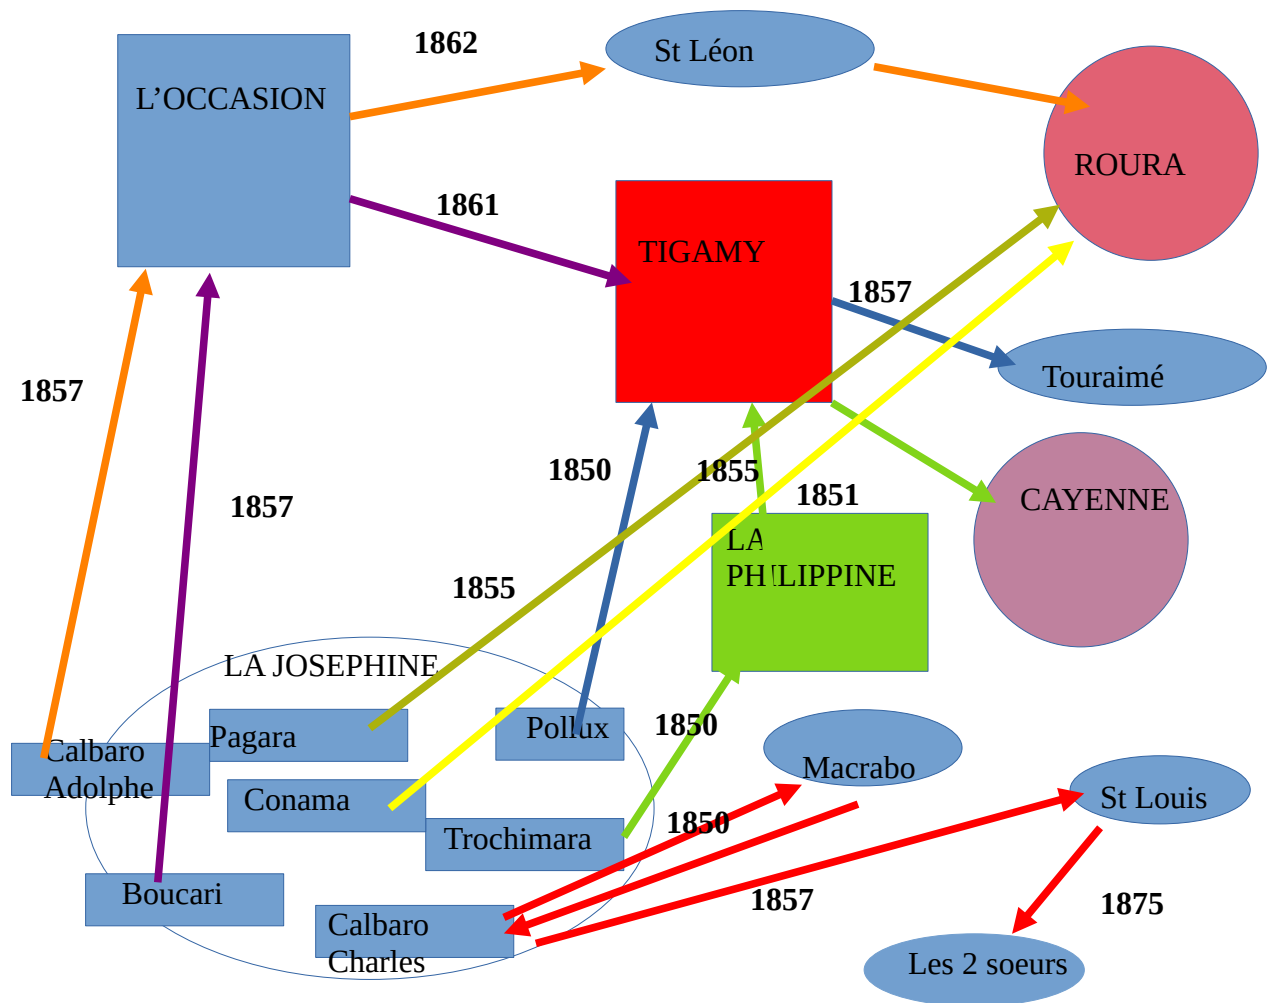 1862
St Léon
L'OCCASION
ROURA
1861
TIGAMY
1857
Touraimé
1857
1850
1855
1851
CAYENNE
1857
LA
PHILIPPINE
1855
LA JOSEPHINE
Pagara
Pollux
1850
Calbaro
Adolphe
Macrabo
Conama
St Louis
1850
Trochimara
Boucari
1857
1875
Calbaro
Charles
Les 2 soeurs